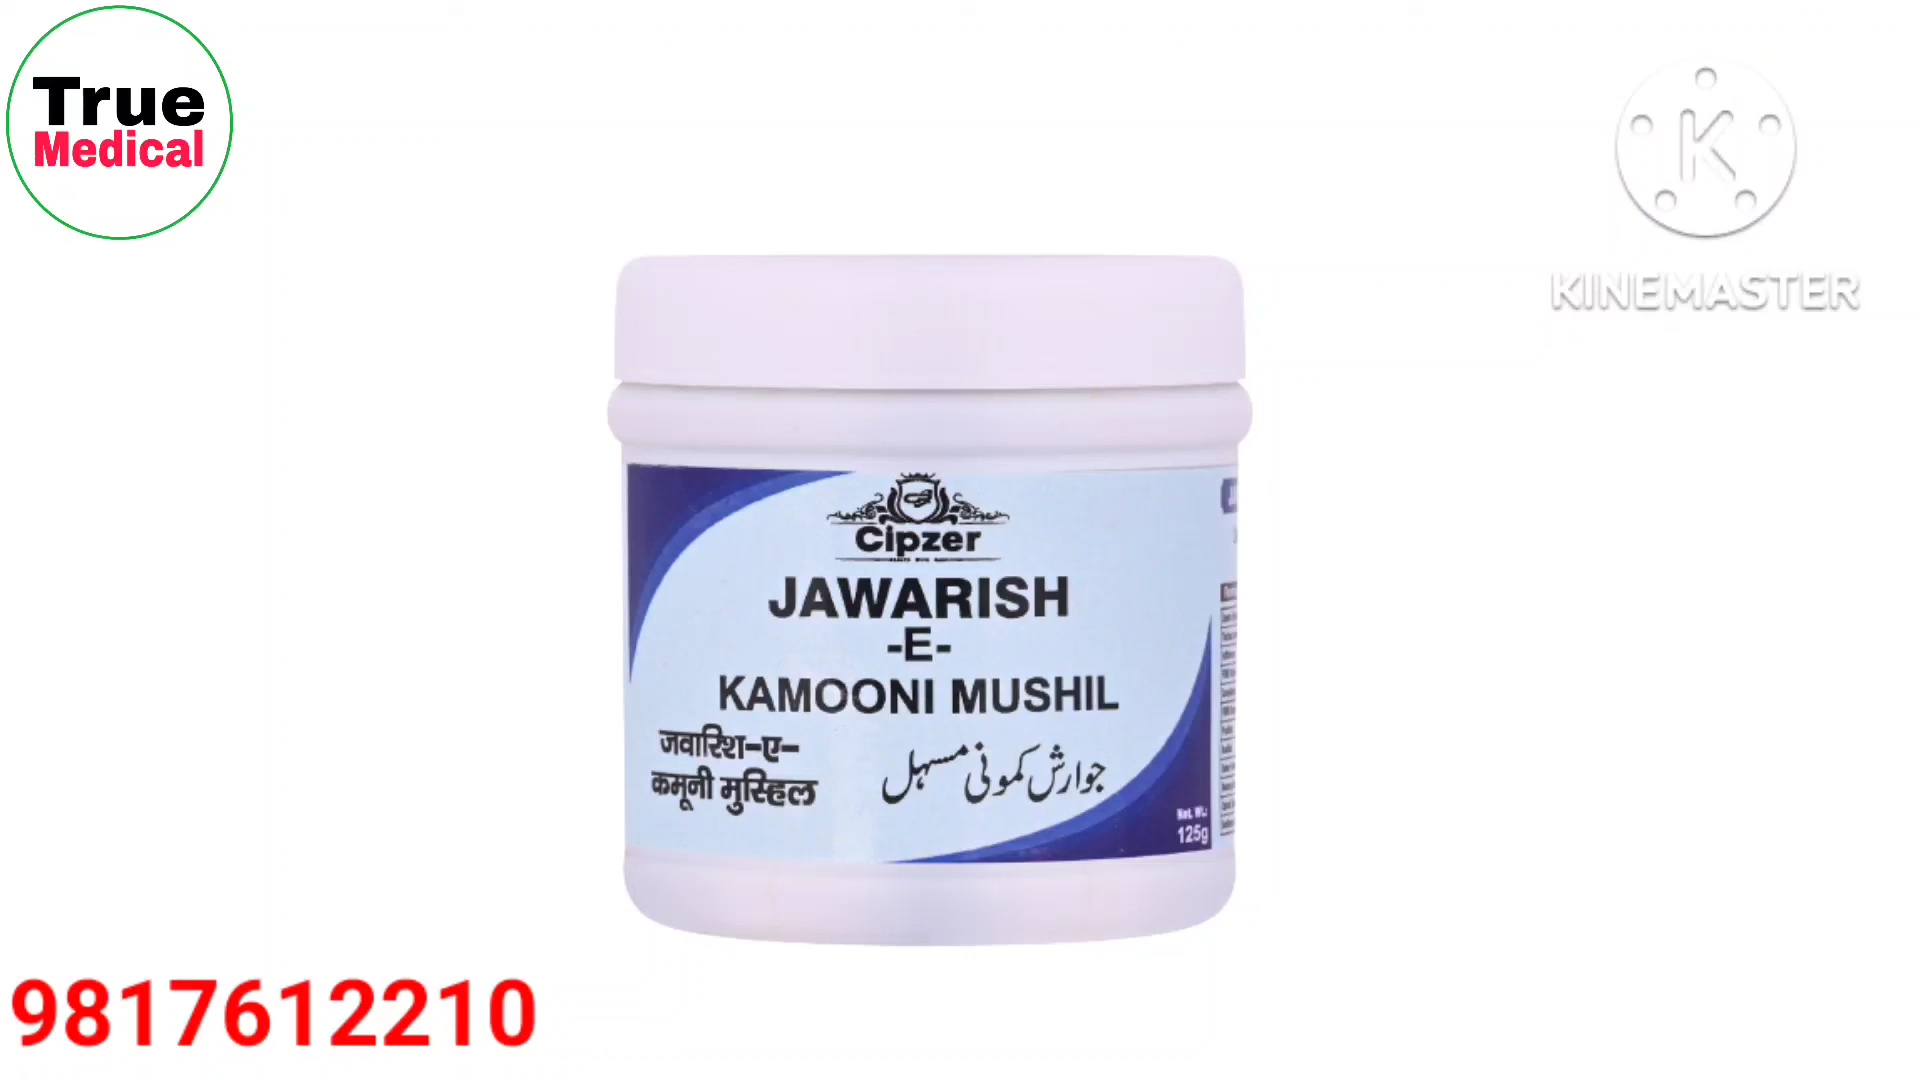 True
Medical
KINEMASTER
Cipzer
JAWARISH
-E-
KAMOONI MUSHIL
जवारिश-ए-
कमूनी मुस्हिल
جوارش کمونی مسہل
Net. Wt.:
125g
9817612210